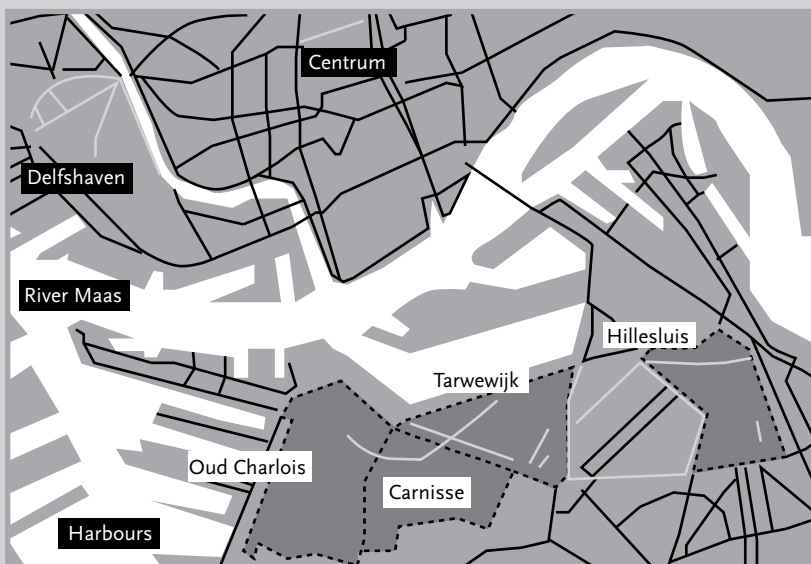 Centrum
Delfshaven
River Maas
Hillesluis
Tarwewijk
Oud Charlois
Carnisse
Harbours